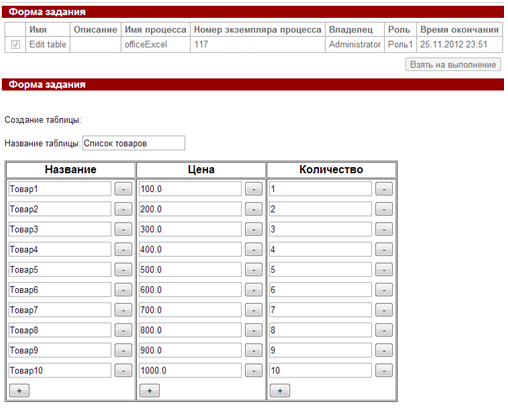 Форма задания
Имя Описание Имя процесса Номер экземпляра процесса Владелец Роль Время окончания
Edit table officeExcel 117 Administrator Роль1 25.11.2012 23:51
Взять на выполнение
Форма задания
Создание таблицы:
Название таблицы: Список товаров
Название Цена Количество
Товар1 - 100.0 - 1 -
Товар2 - 200.0 - 2 -
Товар3 - 300.0 - 3 -
Товар4 - 400.0 - 4 -
Товар5 - 500.0 - 5 -
Товар6 - 600.0 - 6 -
Товар7 - 700.0 - 7 -
Товар8 - 800.0 - 8 -
Товар9 - 900.0 - 9 -
Товар10 - 1000.0 - 10 -
+ + +